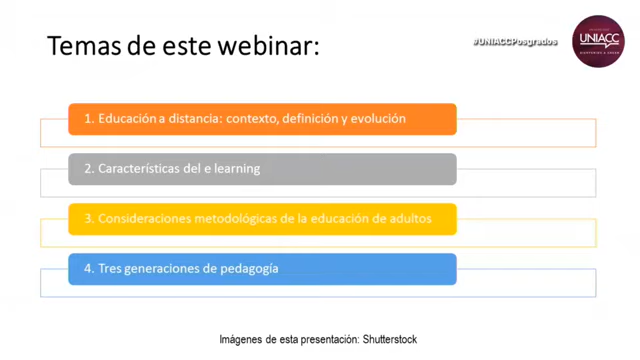 Temas de este webinar:
#UNIACCPosgrados
UNIACC
1. Educación a distancia: contexto, definición y evolución
2. Características del e learning
3. Consideraciones metodológicas de la educación de adultos
4. Tres generaciones de pedagogía
Imágenes de esta presentación: Shutterstock